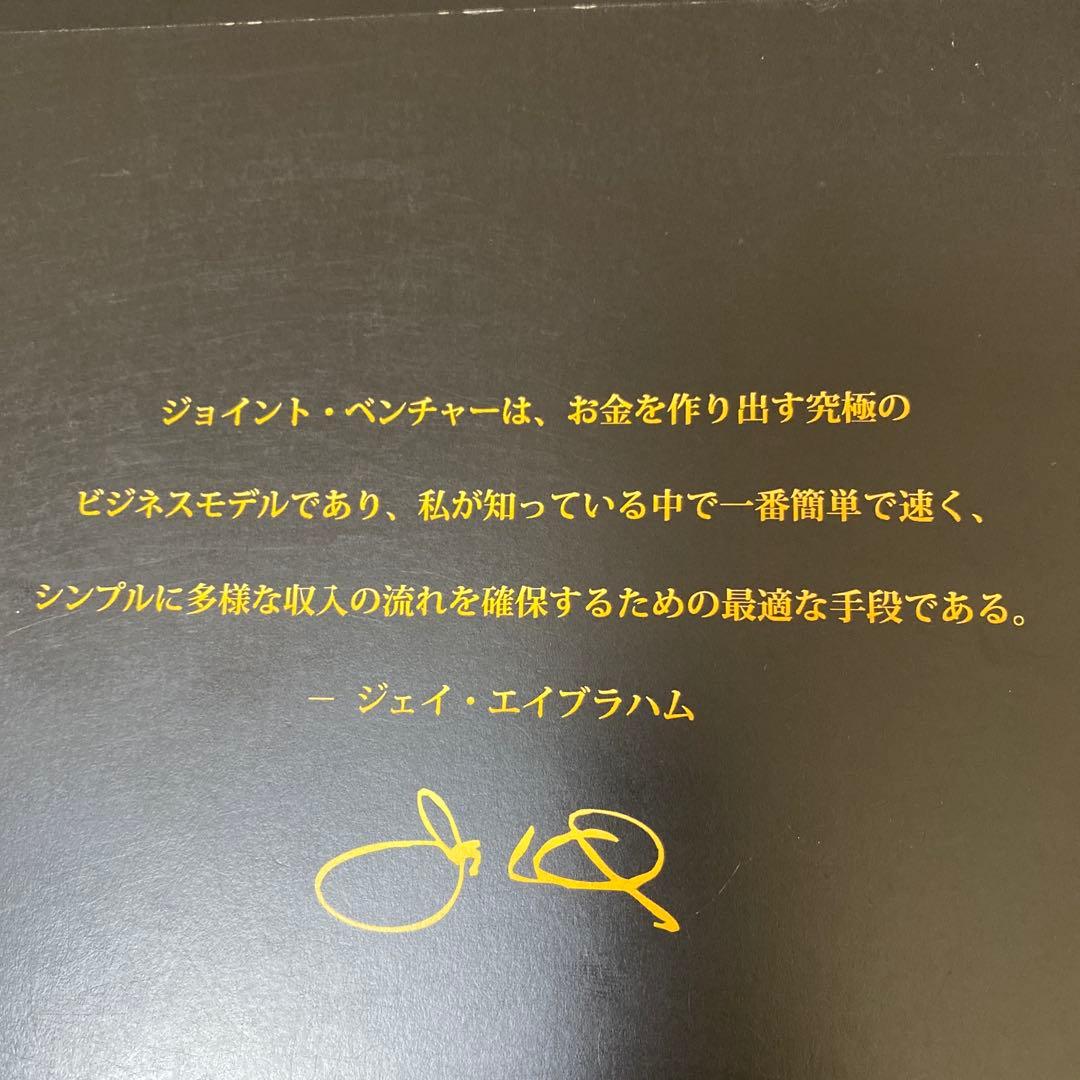 ジョイント・ベンチャーは、お金を作り出す究極の
ビジネスモデルであり、私が知っている中で一番簡単で速く、
シンプルに多様な収入の流れを確保するための最適な手段である。
– ジェイ・エイブラハム